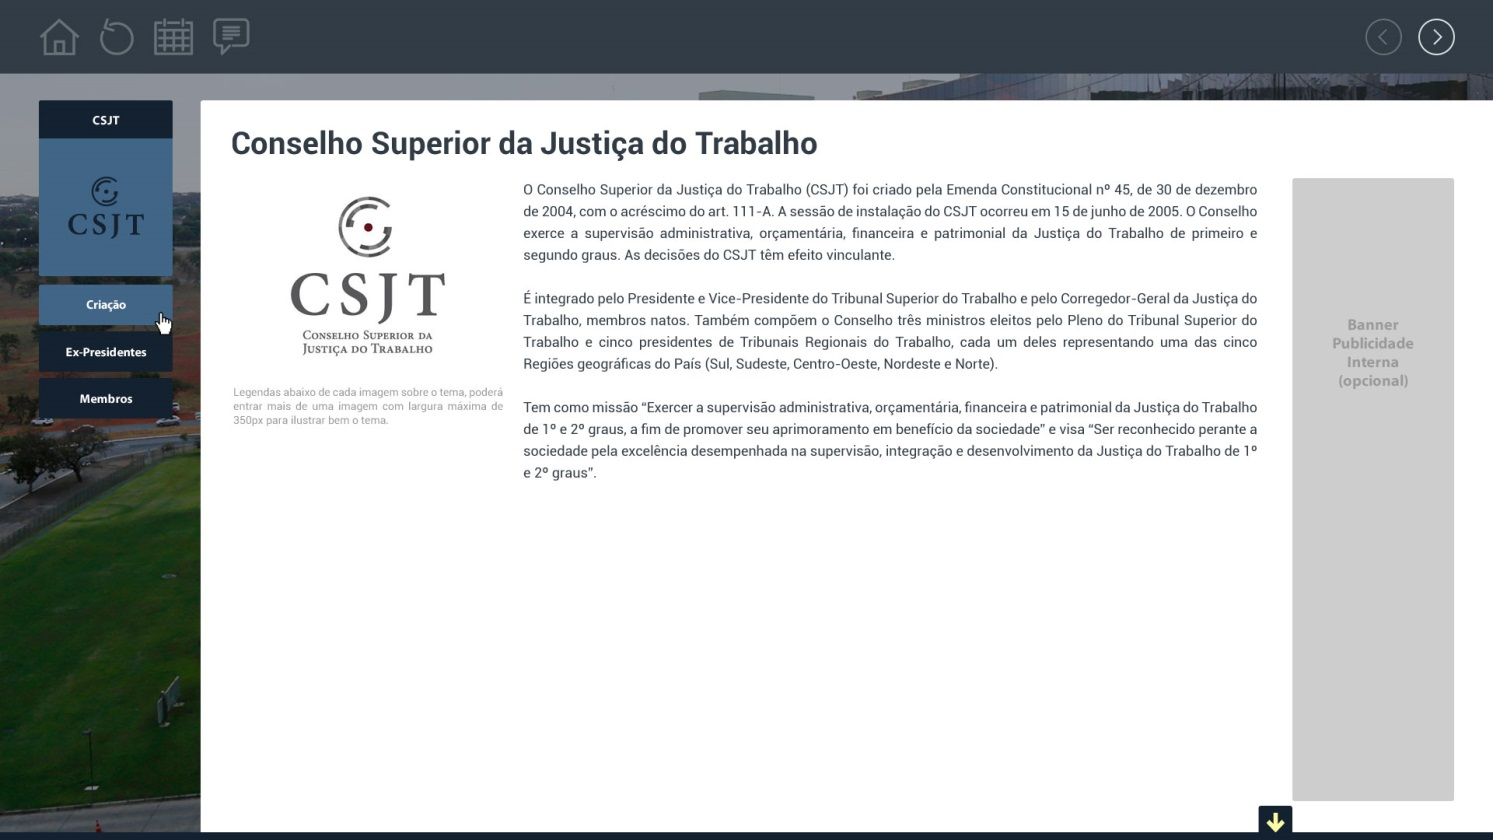 CSJT
CSJT
Criação
Ex-Presidentes
Membros
Conselho Superior da Justiça do Trabalho
CSJT
Conselho Superior da
Justiça do Trabalho
Legendas abaixo de cada imagem sobre o tema, poderá
entrar mais de uma imagem com largura máxima de
350px para ilustrar bem o tema.
O Conselho Superior da Justiça do Trabalho (CSJT) foi criado pela Emenda Constitucional nº 45, de 30 de dezembro
de 2004, com o acréscimo do art. 111-A. A sessão de instalação do CSJT ocorreu em 15 de junho de 2005. O Conselho
exerce a supervisão administrativa, orçamentária, financeira e patrimonial da Justiça do Trabalho de primeiro e
segundo graus. As decisões do CSJT têm efeito vinculante.
É integrado pelo Presidente e Vice-Presidente do Tribunal Superior do Trabalho e pelo Corregedor-Geral da Justiça do
Trabalho, membros natos. Também compõem o Conselho três ministros eleitos pelo Pleno do Tribunal Superior do
Trabalho e cinco presidentes de Tribunais Regionais do Trabalho, cada um deles representando uma das cinco
Regiões geográficas do País (Sul, Sudeste, Centro-Oeste, Nordeste e Norte).
Tem como missão “Exercer a supervisão administrativa, orçamentária, financeira e patrimonial da Justiça do Trabalho
de 1º e 2º graus, a fim de promover seu aprimoramento em benefício da sociedade” e visa “Ser reconhecido perante a
sociedade pela excelência desempenhada na supervisão, integração e desenvolvimento da Justiça do Trabalho de 1º
e 2º graus”.
Banner
Publicidade
Interna
(opcional)